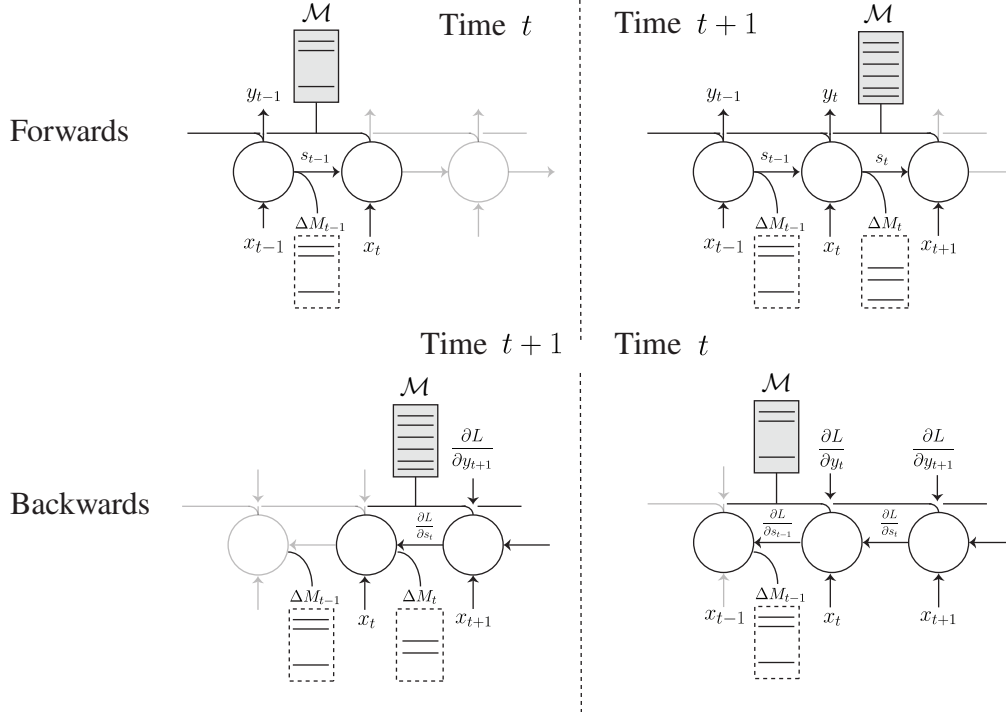 Forwards
Time t
ℳ
y_{t−1}
s_{t−1}
ΔM_{t−1}
x_{t−1}
x_t
Time t + 1
ℳ
y_{t−1}
y_t
s_{t−1}
s_t
ΔM_{t−1}
ΔM_t
x_{t−1}
x_t
x_{t+1}
Backwards
Time t + 1
ℳ
∂L/∂y_{t+1}
∂L/∂s_t
ΔM_{t−1}
ΔM_t
x_t
x_{t+1}
Time t
ℳ
∂L/∂y_t
∂L/∂y_{t+1}
∂L/∂s_{t−1}
∂L/∂s_t
ΔM_{t−1}
x_{t−1}
x_t
x_{t+1}